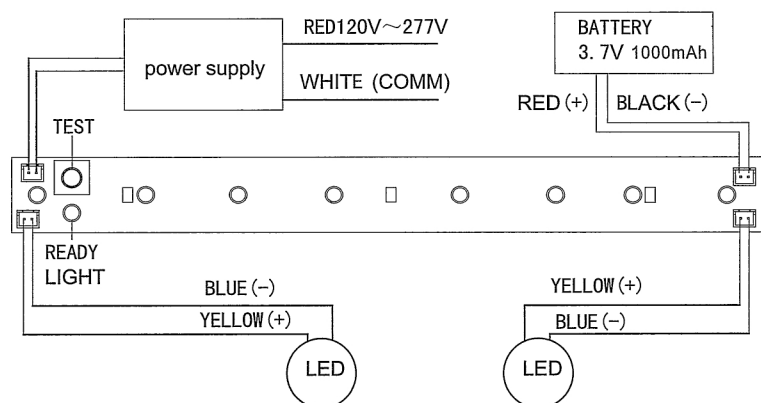 RED120V～277V
power supply
WHITE (COMM)
BATTERY
3. 7V 1000mAh
RED(+)
BLACK(-)
TEST
READY
LIGHT
BLUE(-)
YELLOW(+)
LED
YELLOW(+)
BLUE(-)
LED